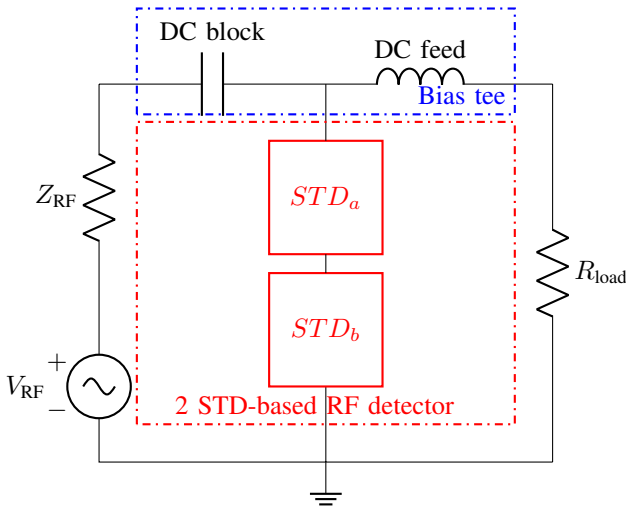 DC block
DC feed
Bias tee
STD_a
Z_RF
R_load
STD_b
+
V_RF
−
2 STD-based RF detector